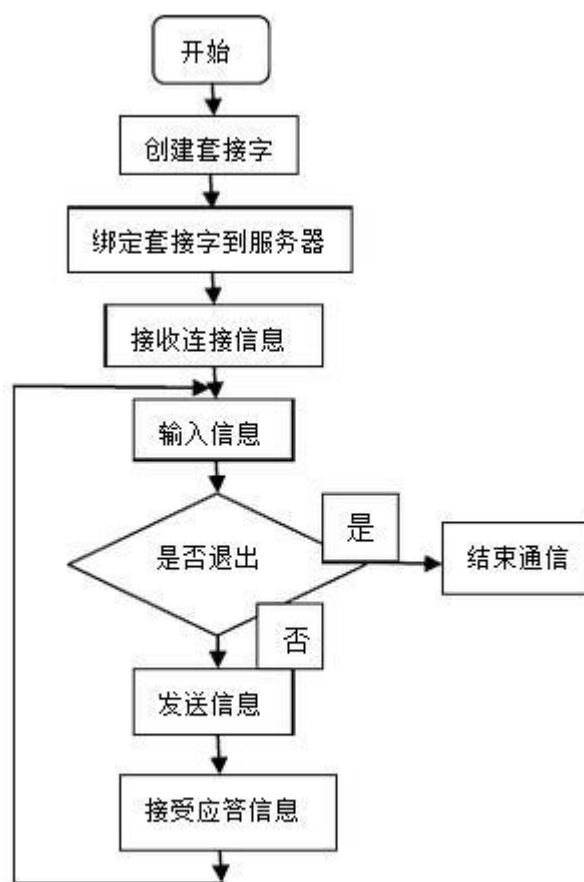 开始
创建套接字
绑定套接字到服务器
接收连接信息
输入信息
是否退出
是
结束通信
否
发送信息
接受应答信息